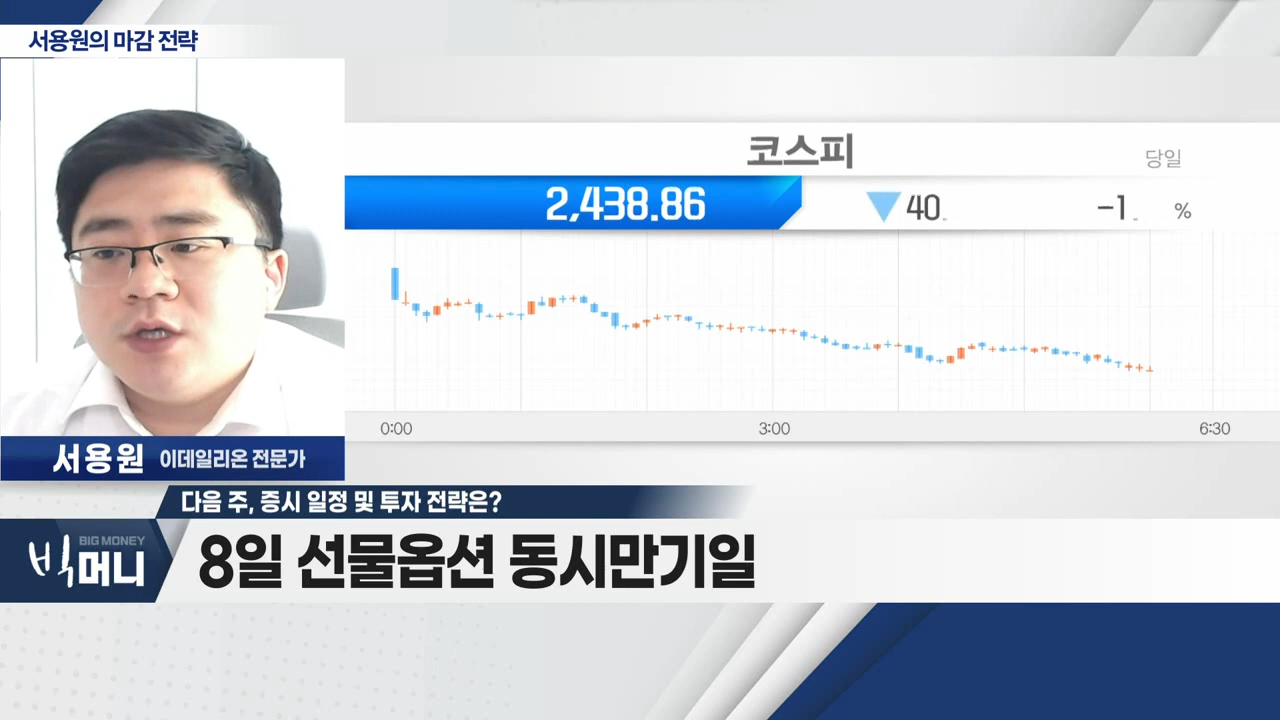 서용원의 마감 전략
코스피
당일
2,438.86
▼40
-1 %
0:00 3:00 6:30
서용원 이데일리온 전문가
다음 주, 증시 일정 및 투자 전략은?
BIG MONEY
빅머니
8일 선물옵션 동시만기일